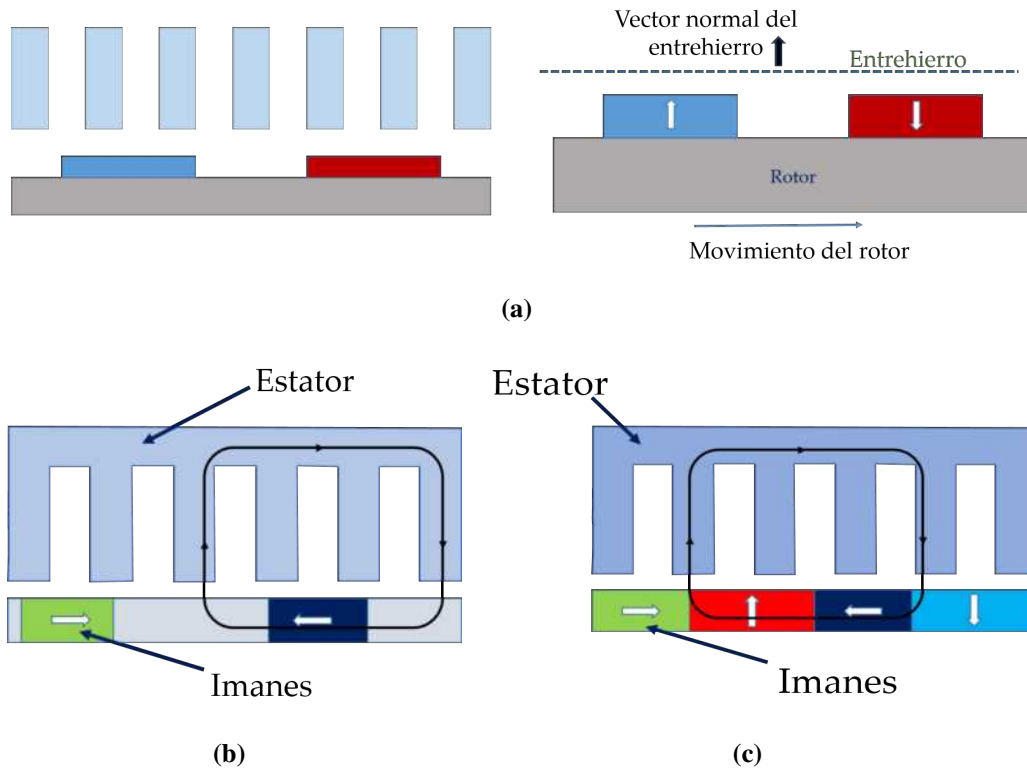 Vector normal del
entrehierro
Entrehierro
Rotor
Movimiento del rotor
(a)
Estator
Imanes
(b)
Estator
Imanes
(c)